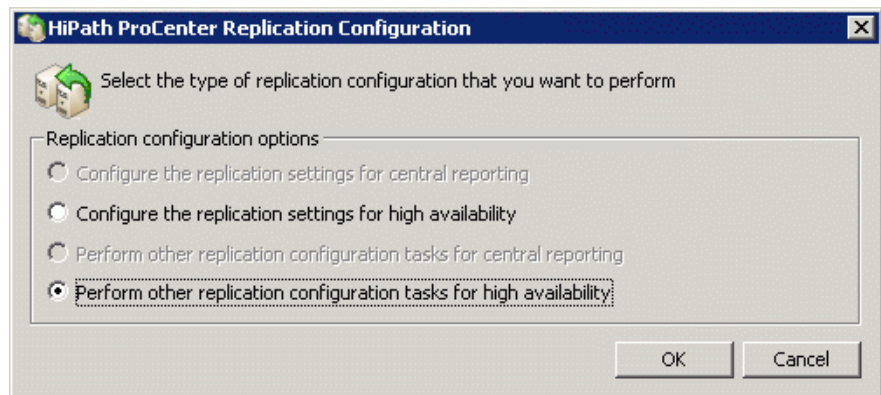 HiPath ProCenter Replication Configuration
Select the type of replication configuration that you want to perform
Replication configuration options
Configure the replication settings for central reporting
Configure the replication settings for high availability
Perform other replication configuration tasks for central reporting
Perform other replication configuration tasks for high availability
OK Cancel